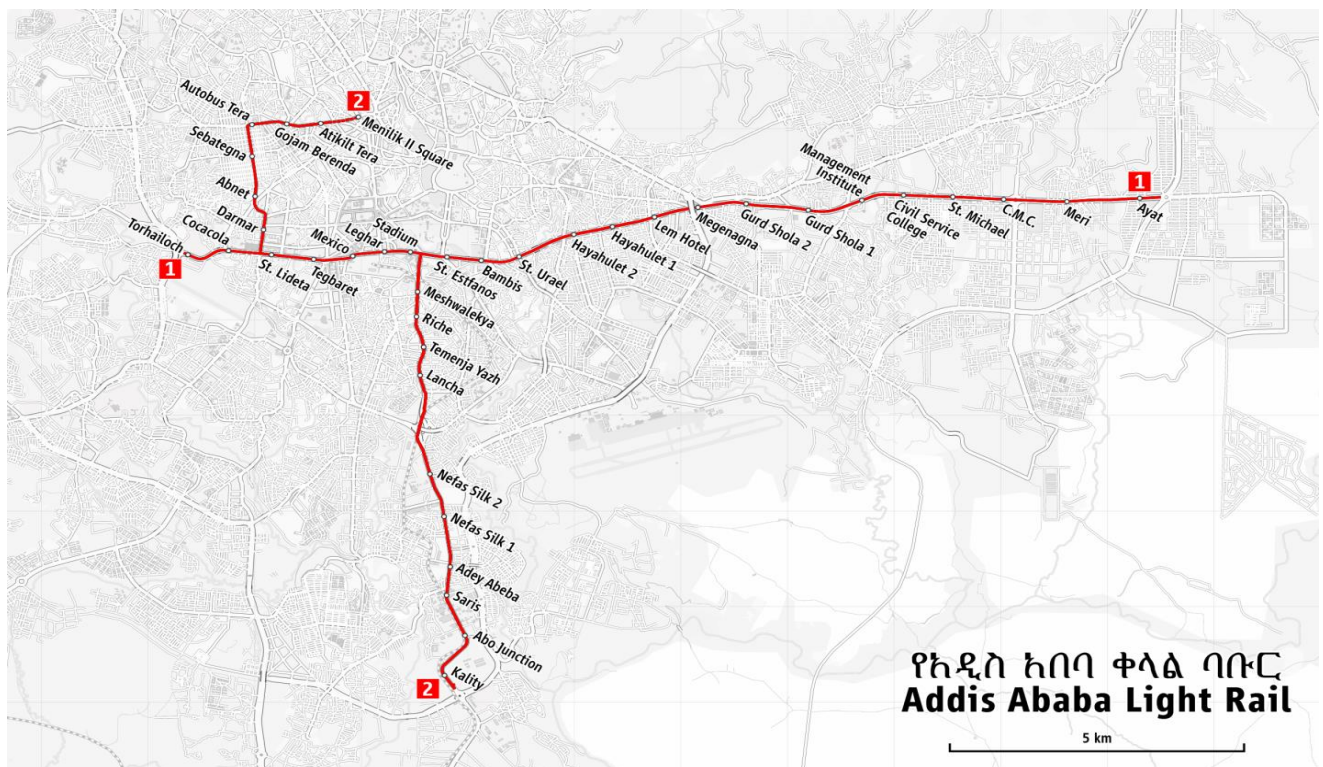 2
Autobus Tera
Menilik II Square
Atikilt Tera
Gojam Berenda
Sebategna
Abnet
Darmar
Cocacola
Torhailoch
1
St. Lideta
Tegbaret
Mexico
Leghar
Stadium
St. Estfanos
Bambis
St. Urael
Hayahulet 2
Hayahulet 1
Lem Hotel
Megenagna
Gurd Shola 2
Gurd Shola 1
Management
Institute
Civil Service
College
St. Michael
C.M.C.
Meri
1
Ayat
Meshwalekya
Riche
Temenja Yazh
Lancha
Nefas Silk 2
Nefas Silk 1
Adey Abeba
Saris
Abo Junction
Kality
2
የአዲስ አበባ ቀላል ባቡር
Addis Ababa Light Rail
5 km